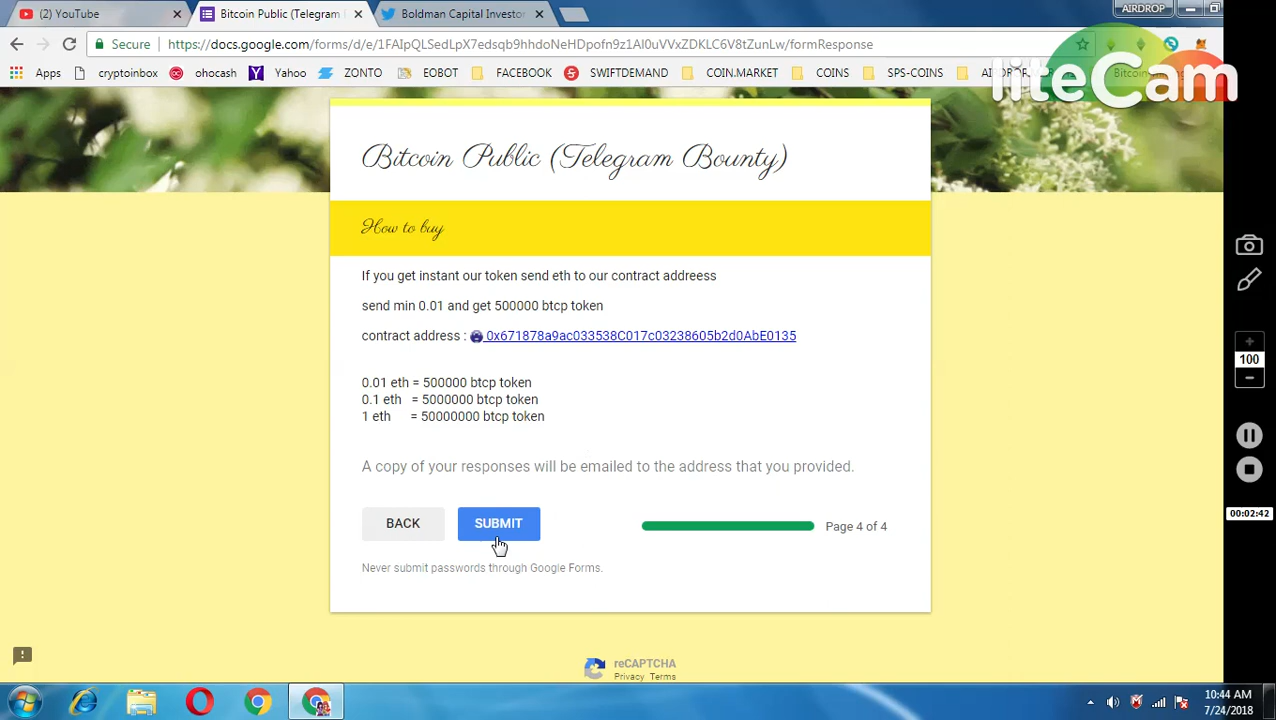 (2) YouTube
Bitcoin Public (Telegram
Boldman Capital Investor
AIRDROP
Secure
https://docs.google.com/forms/d/e/1FAIpQLSedLpX7edsqb9hhdoNeHDpofn9z1Al0uVVxZDKLC6V8tZunLw/formResponse
Apps
cryptoinbox
ohocash
Yahoo
ZONTO
EOBOT
FACEBOOK
SWIFTDEMAND
COIN.MARKET
COINS
SPS-COINS
liteCam
Bitcoin Public (Telegram Bounty)
How to buy
If you get instant our token send eth to our contract addreess
send min 0.01 and get 500000 btcp token
contract address : 0x671878a9ac033538C017c03238605b2d0AbE0135
0.01 eth = 500000 btcp token
0.1 eth = 5000000 btcp token
1 eth = 50000000 btcp token
A copy of your responses will be emailed to the address that you provided.
BACK
SUBMIT
Page 4 of 4
Never submit passwords through Google Forms.
reCAPTCHA
Privacy Terms
100
00:02:42
10:44 AM
7/24/2018